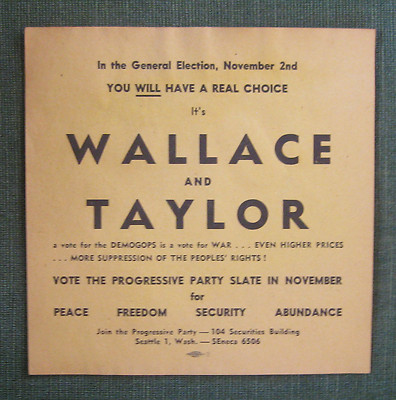 In the General Election, November 2nd
YOU WILL HAVE A REAL CHOICE
It's
WALLACE
AND
TAYLOR
a vote for the DEMOGOPS is a vote for WAR . . . EVEN HIGHER PRICES
. . . MORE SUPPRESSION OF THE PEOPLES' RIGHTS !
VOTE THE PROGRESSIVE PARTY SLATE IN NOVEMBER
for
PEACE FREEDOM SECURITY ABUNDANCE
Join the Progressive Party — 104 Securities Building
Seattle 1, Wash. — SEneca 6506